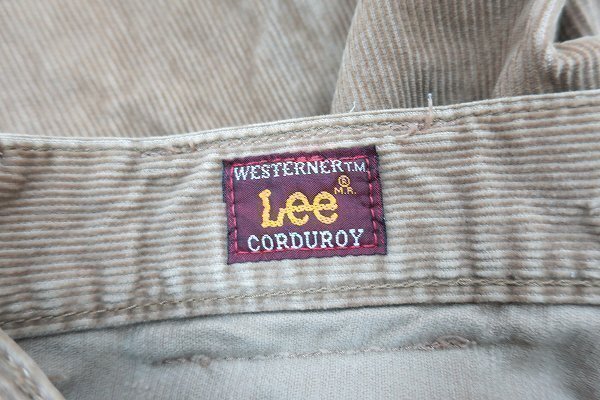 WESTERNER T.M.
Lee ®
M.R.
CORDUROY